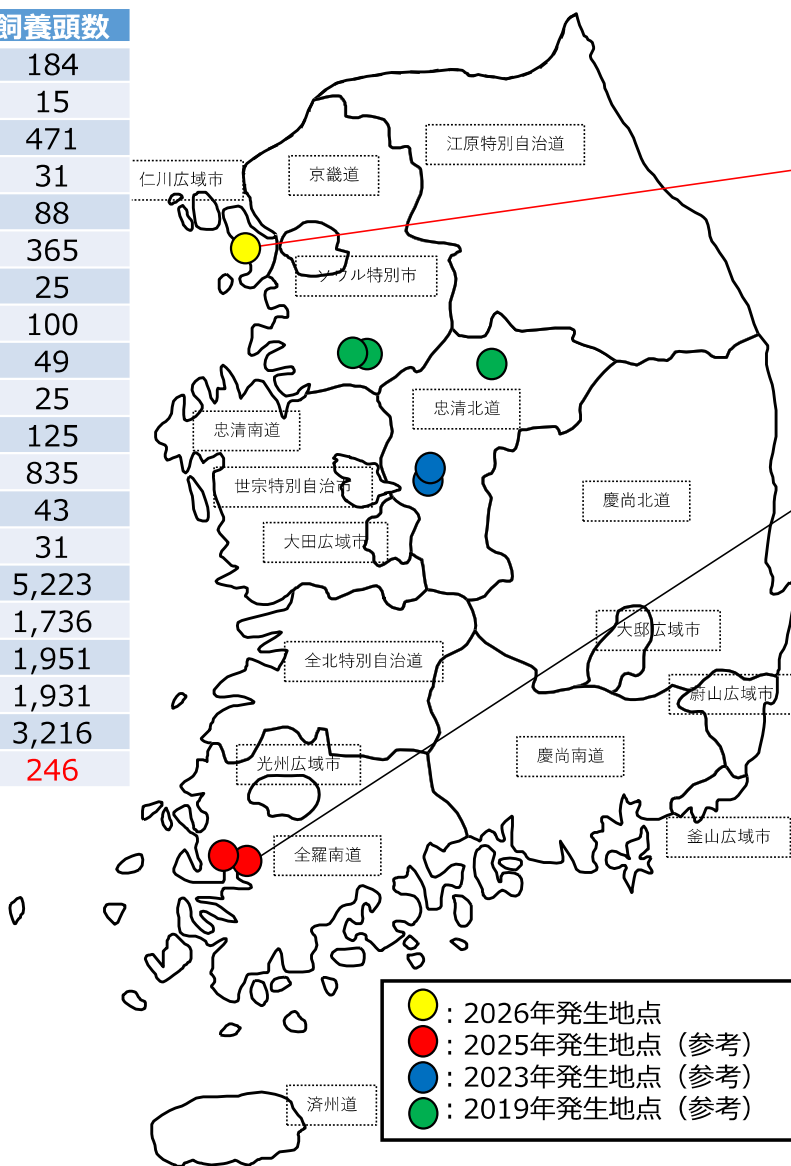 飼養頭数
184
15
471
31
88
365
25
100
49
25
125
835
43
31
5,223
1,736
1,951
1,931
3,216
246
江原特別自治道
京畿道
仁川広域市
ソウル特別市
忠清北道
忠清南道
世宗特別自治市
慶尚北道
大田広域市
大邱広域市
全北特別自治道
蔚山広域市
慶尚南道
光州広域市
釜山広域市
全羅南道
済州道
：2026年発生地点
：2025年発生地点（参考）
：2023年発生地点（参考）
：2019年発生地点（参考）